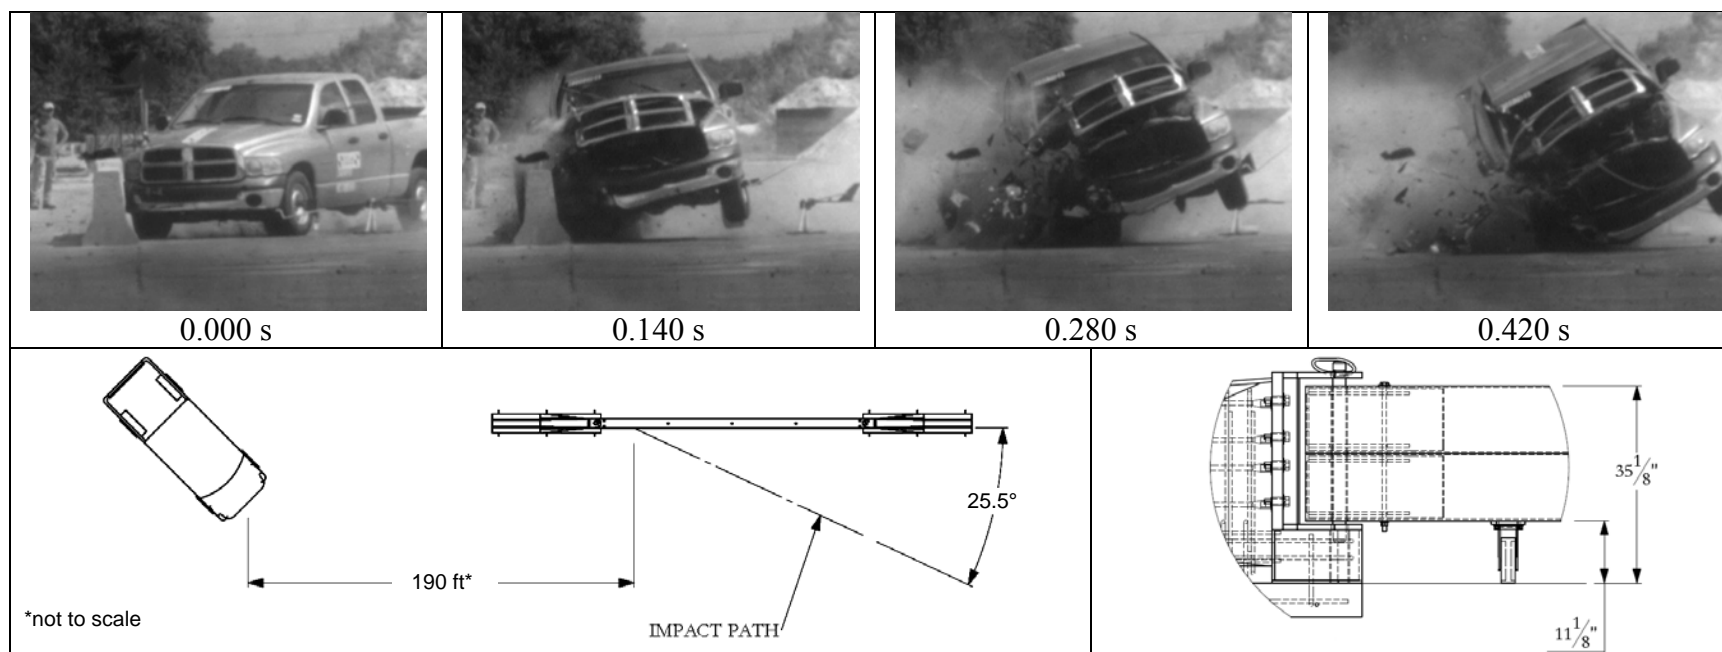 0.000 s
0.140 s
0.280 s
0.420 s
190 ft*
25.5°
*not to scale
IMPACT PATH
35 1/8"
11 1/8"